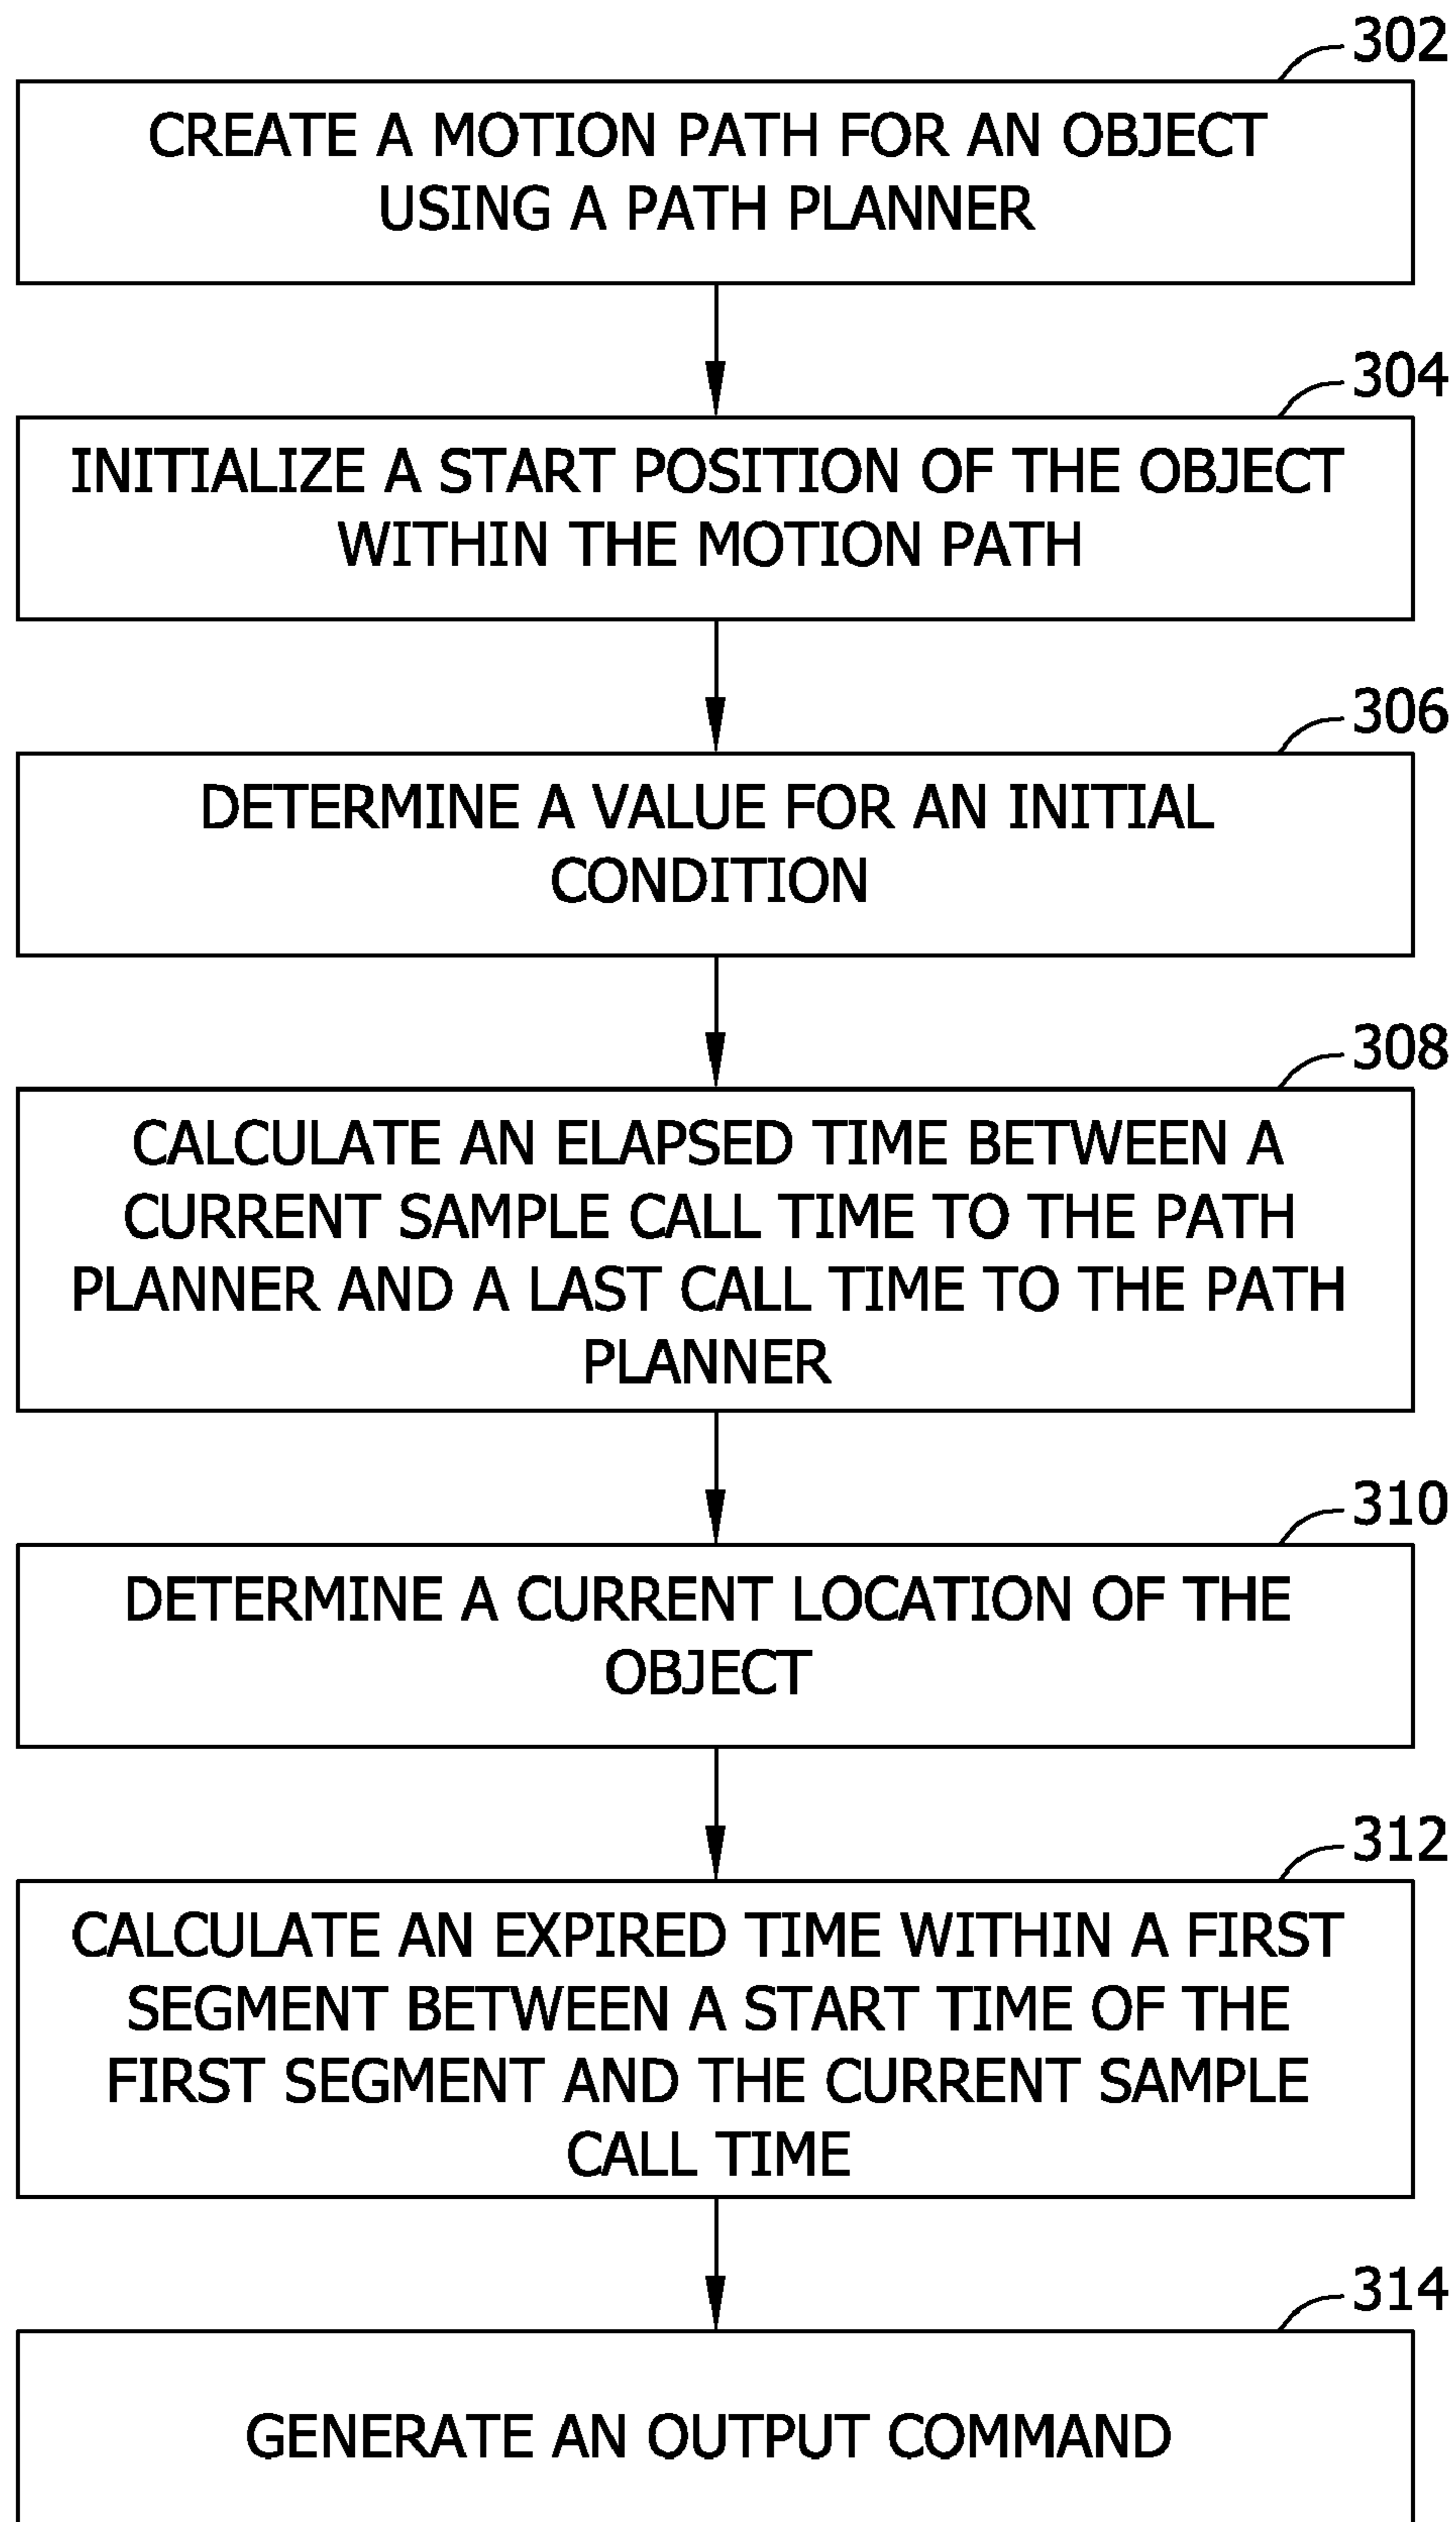 302
CREATE A MOTION PATH FOR AN OBJECT
USING A PATH PLANNER
304
INITIALIZE A START POSITION OF THE OBJECT
WITHIN THE MOTION PATH
306
DETERMINE A VALUE FOR AN INITIAL
CONDITION
308
CALCULATE AN ELAPSED TIME BETWEEN A
CURRENT SAMPLE CALL TIME TO THE PATH
PLANNER AND A LAST CALL TIME TO THE PATH
PLANNER
310
DETERMINE A CURRENT LOCATION OF THE
OBJECT
312
CALCULATE AN EXPIRED TIME WITHIN A FIRST
SEGMENT BETWEEN A START TIME OF THE
FIRST SEGMENT AND THE CURRENT SAMPLE
CALL TIME
314
GENERATE AN OUTPUT COMMAND